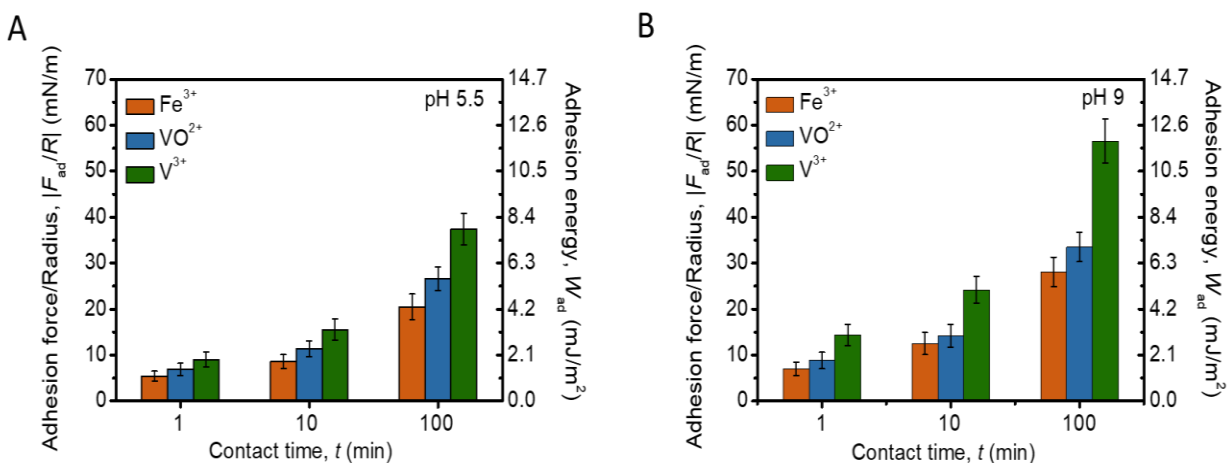 A
Adhesion force/Radius, |F_ad/R| (mN/m)
70
60
50
40
30
20
10
0
Fe³⁺
VO²⁺
V³⁺
pH 5.5
14.7
12.6
10.5
8.4
6.3
4.2
2.1
0.0
Adhesion energy, W_ad (mJ/m²)
1 10 100
Contact time, t (min)
B
Adhesion force/Radius, |F_ad/R| (mN/m)
70
60
50
40
30
20
10
0
Fe³⁺
VO²⁺
V³⁺
pH 9
14.7
12.6
10.5
8.4
6.3
4.2
2.1
0.0
Adhesion energy, W_ad (mJ/m²)
1 10 100
Contact time, t (min)